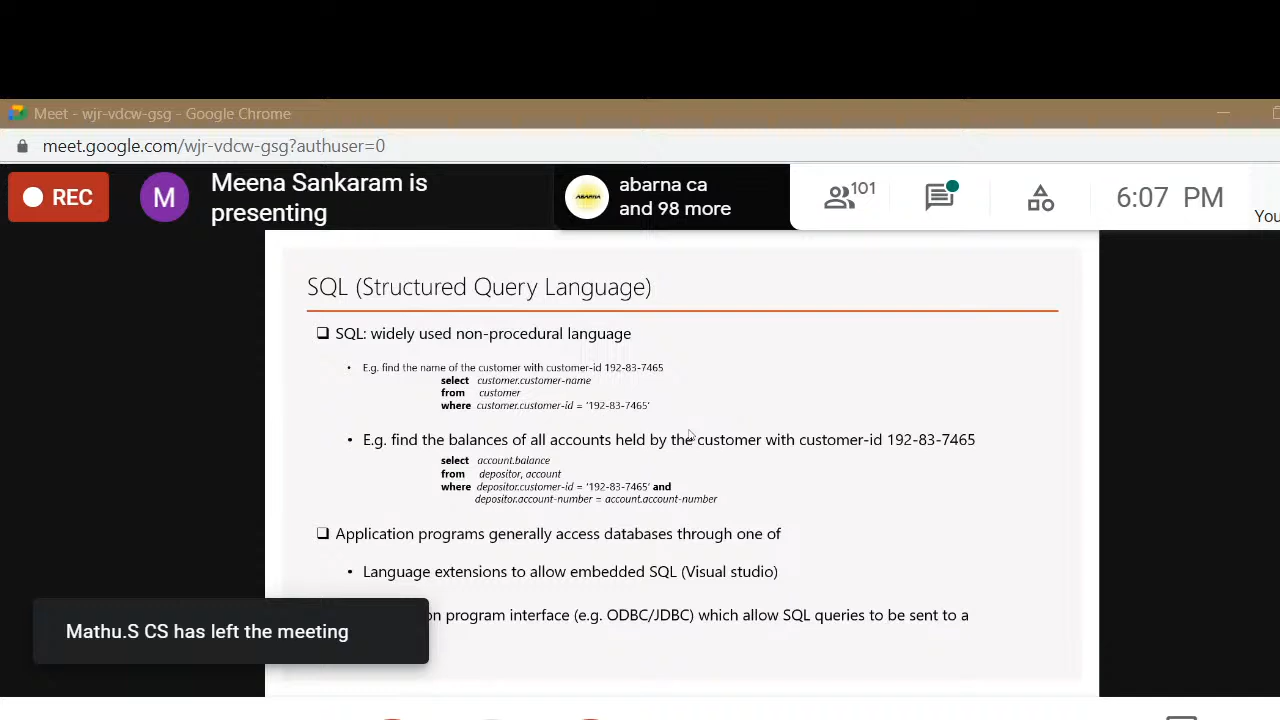 Meet - wjr-vdcw-gsg - Google Chrome
meet.google.com/wjr-vdcw-gsg?authuser=0
REC
M
Meena Sankaram is
presenting
ABARNA
abarna ca
and 98 more
101
6:07 PM
You
SQL (Structured Query Language)
❑ SQL: widely used non-procedural language
• E.g. find the name of the customer with customer-id 192-83-7465
select customer.customer-name
from customer
where customer.customer-id = '192-83-7465'
• E.g. find the balances of all accounts held by the customer with customer-id 192-83-7465
select account.balance
from depositor, account
where depositor.customer-id = '192-83-7465' and
depositor.account-number = account.account-number
❑ Application programs generally access databases through one of
• Language extensions to allow embedded SQL (Visual studio)
on program interface (e.g. ODBC/JDBC) which allow SQL queries to be sent to a
Mathu.S CS has left the meeting